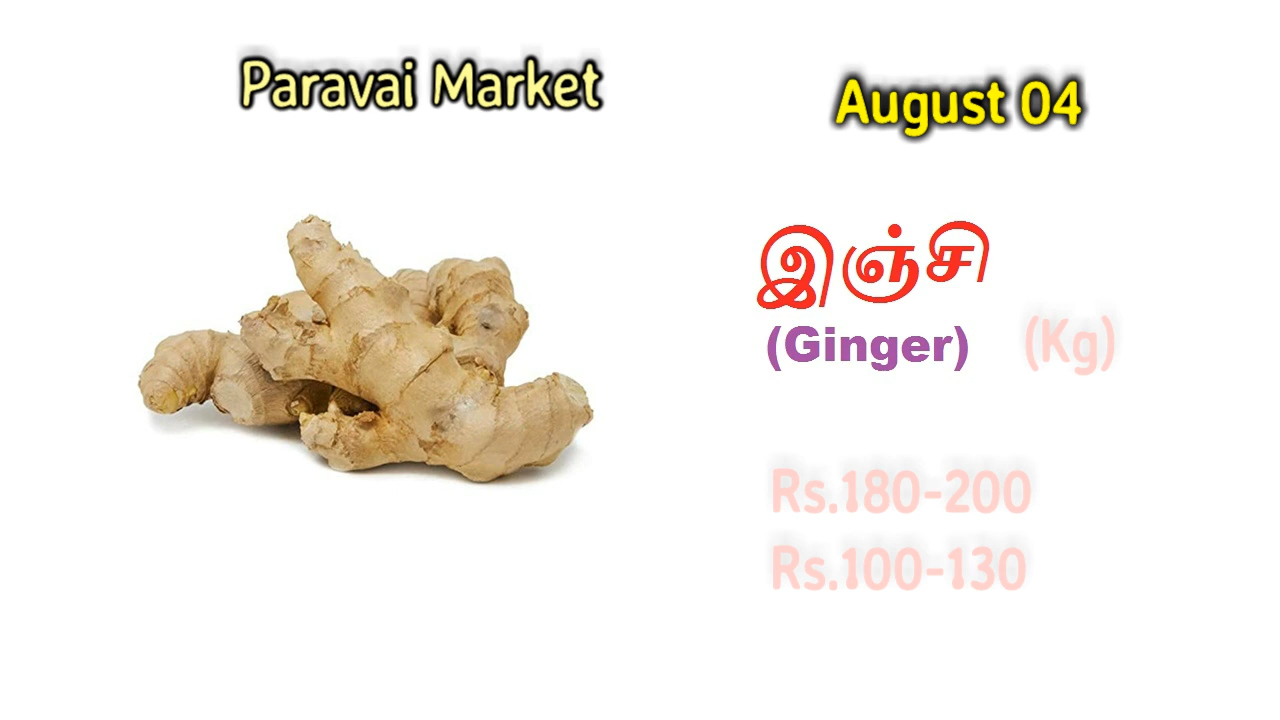 Paravai Market
August 04
இஞ்சி
(Ginger) (Kg)
Rs.180-200
Rs.100-130